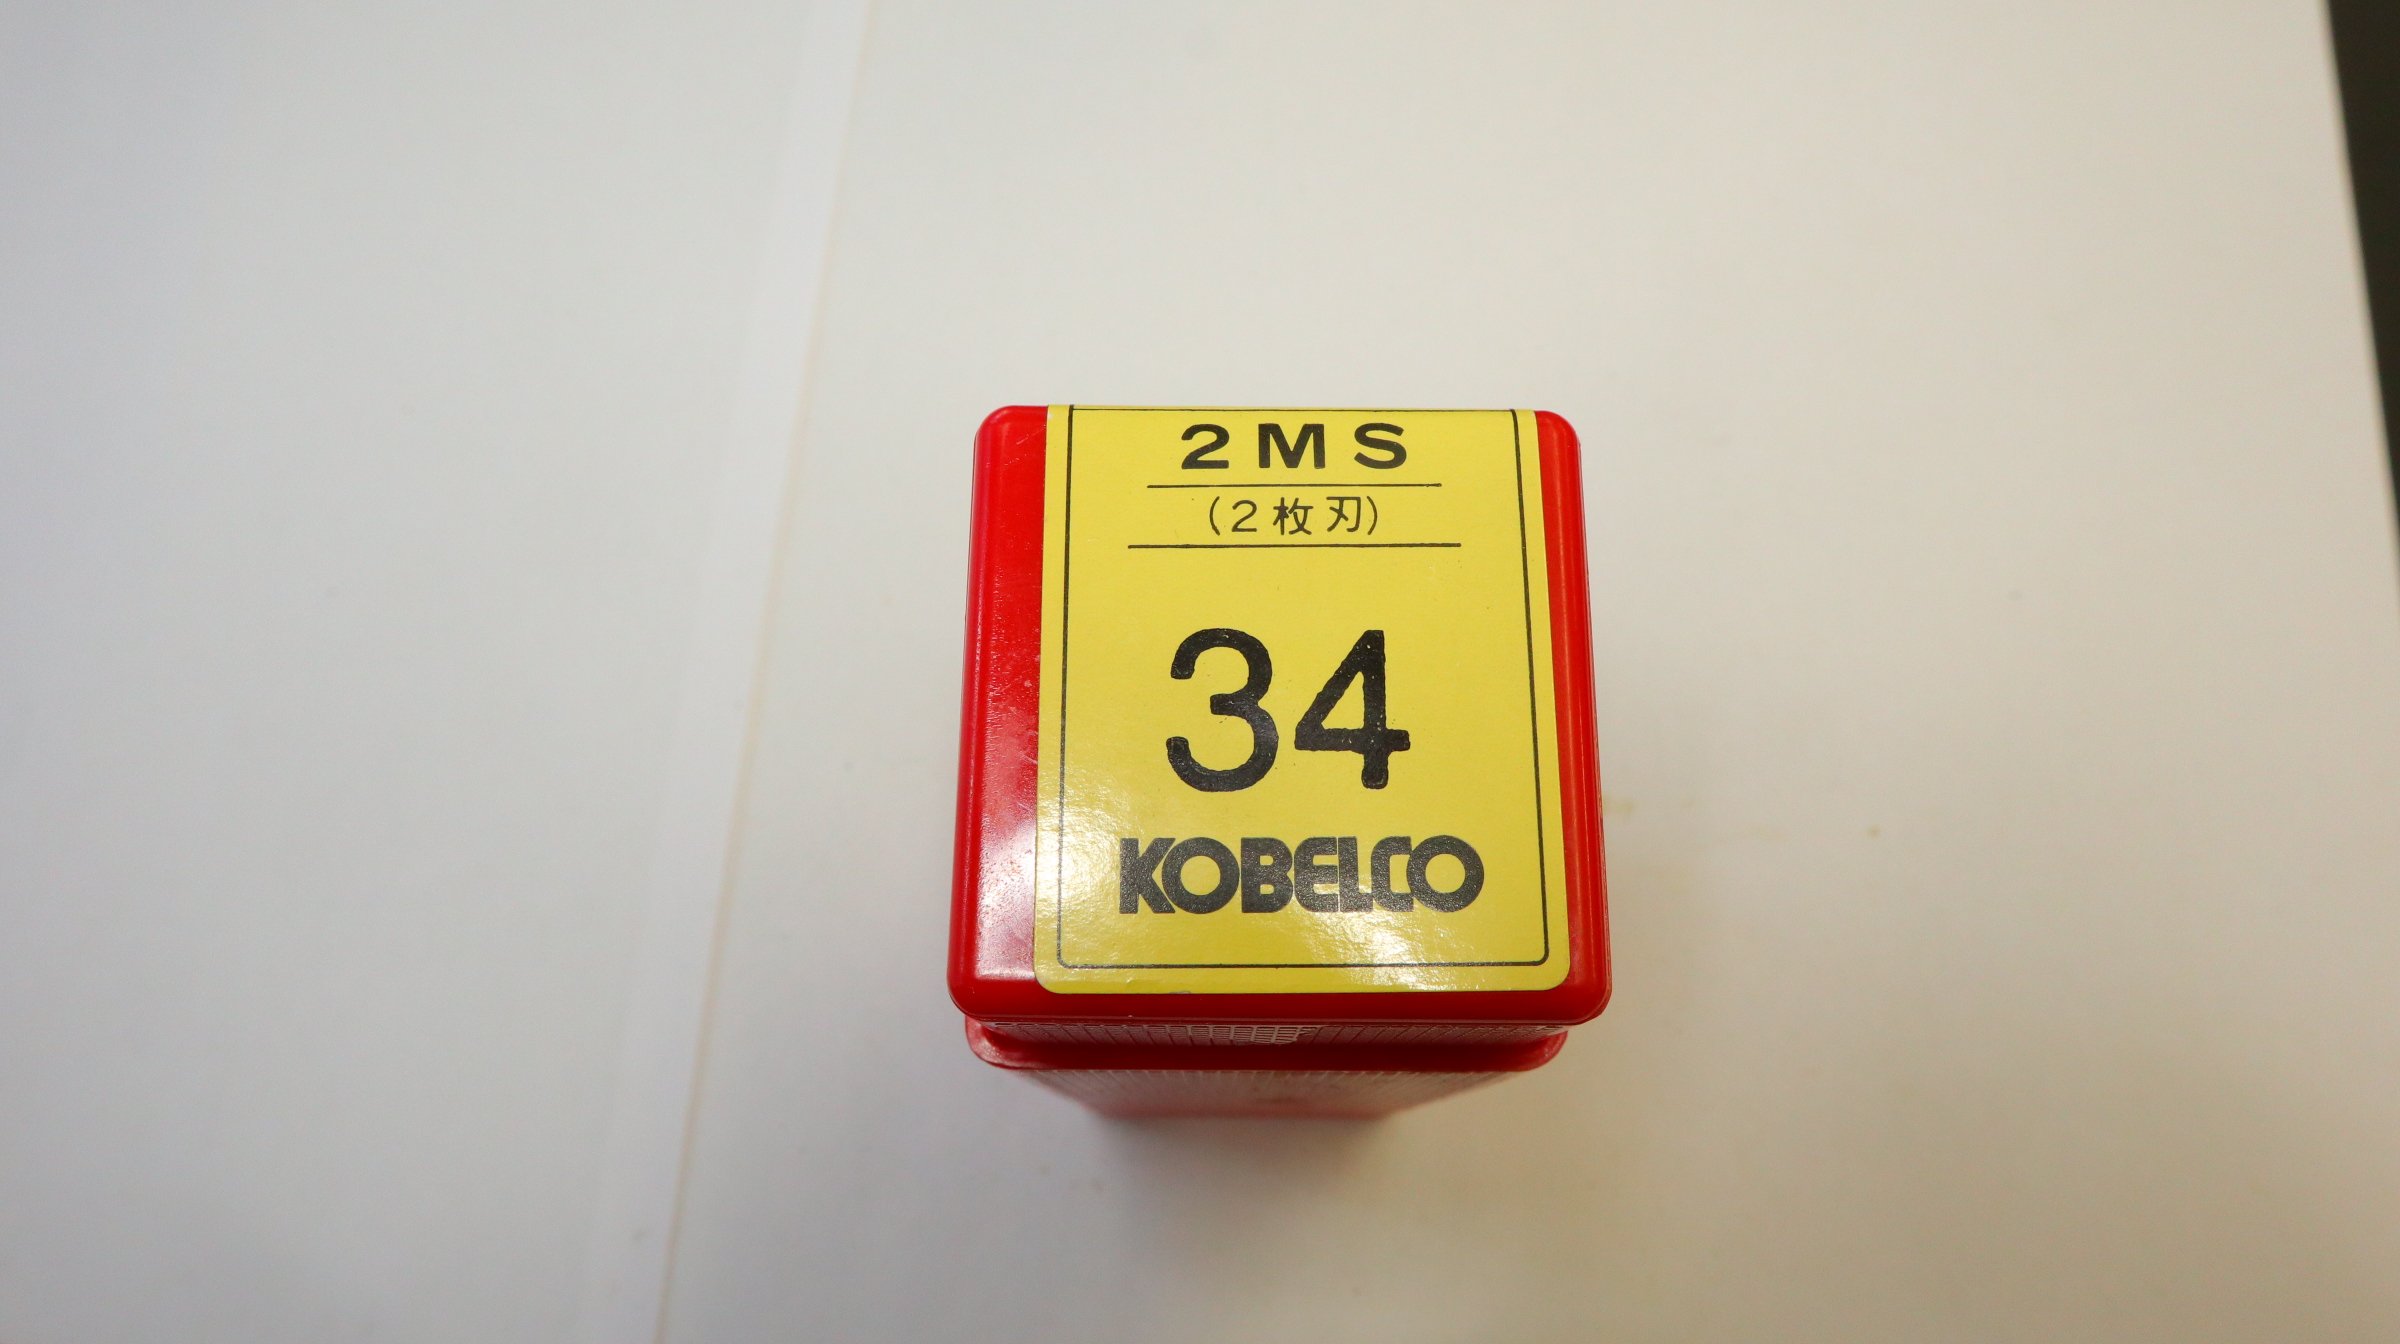 2MS
(2枚刃)
34
KOBELCO